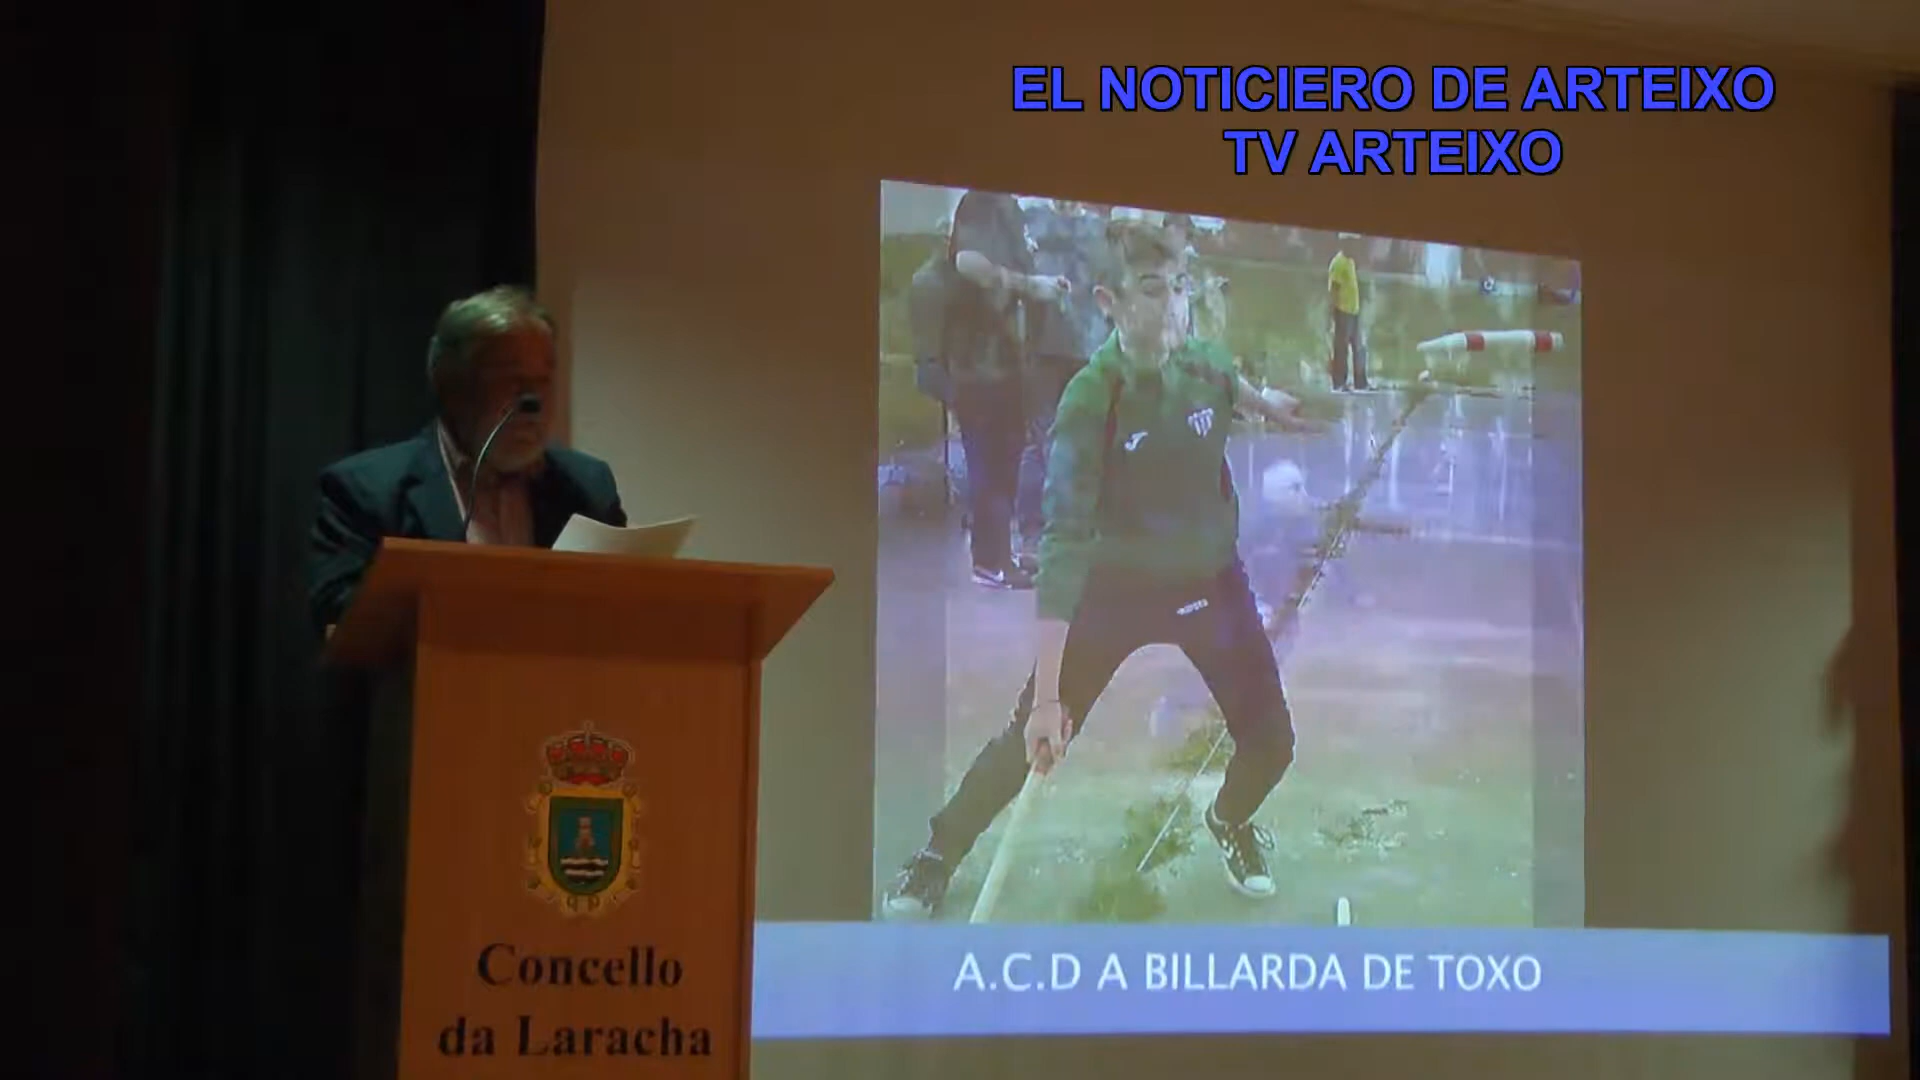 EL NOTICIERO DE ARTEIXO
TV ARTEIXO
A.C.D A BILLARDA DE TOXO
Concello
da Laracha